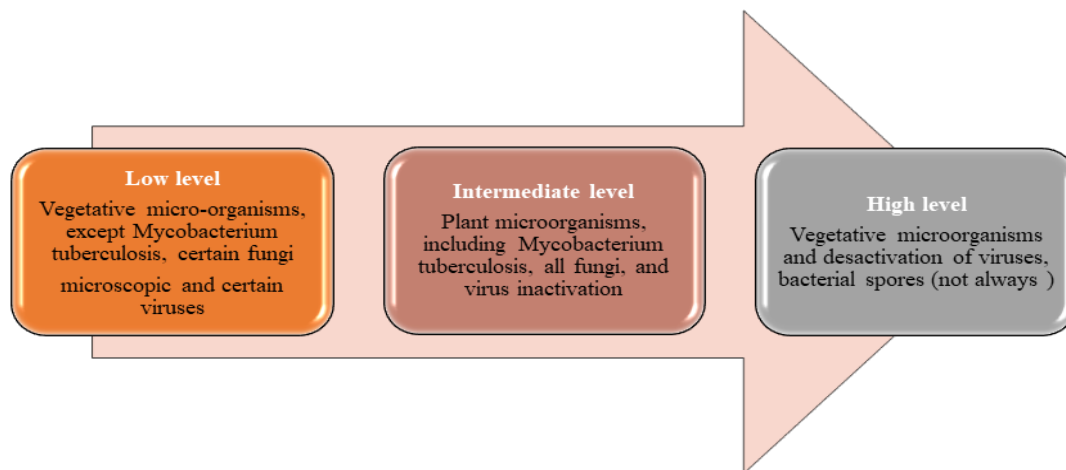 Low level
Vegetative micro-organisms,
except Mycobacterium
tuberculosis, certain fungi
microscopic and certain
viruses
Intermediate level
Plant microorganisms,
including Mycobacterium
tuberculosis, all fungi, and
virus inactivation
High level
Vegetative microorganisms
and desactivation of viruses,
bacterial spores (not always )